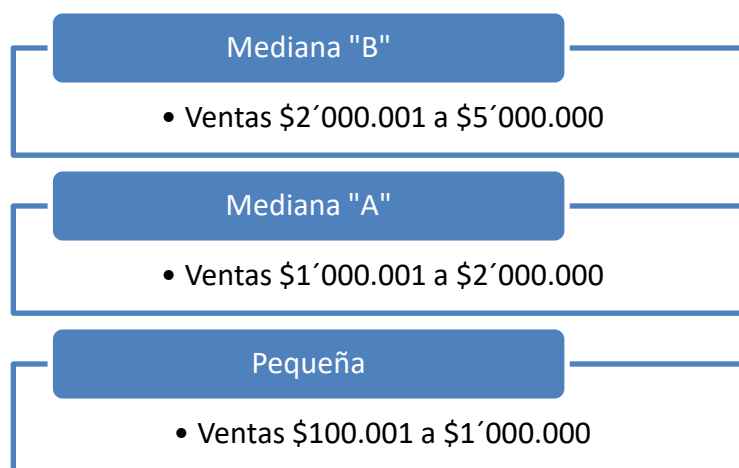 Mediana "B"
• Ventas $2´000.001 a $5´000.000
Mediana "A"
• Ventas $1´000.001 a $2´000.000
Pequeña
• Ventas $100.001 a $1´000.000